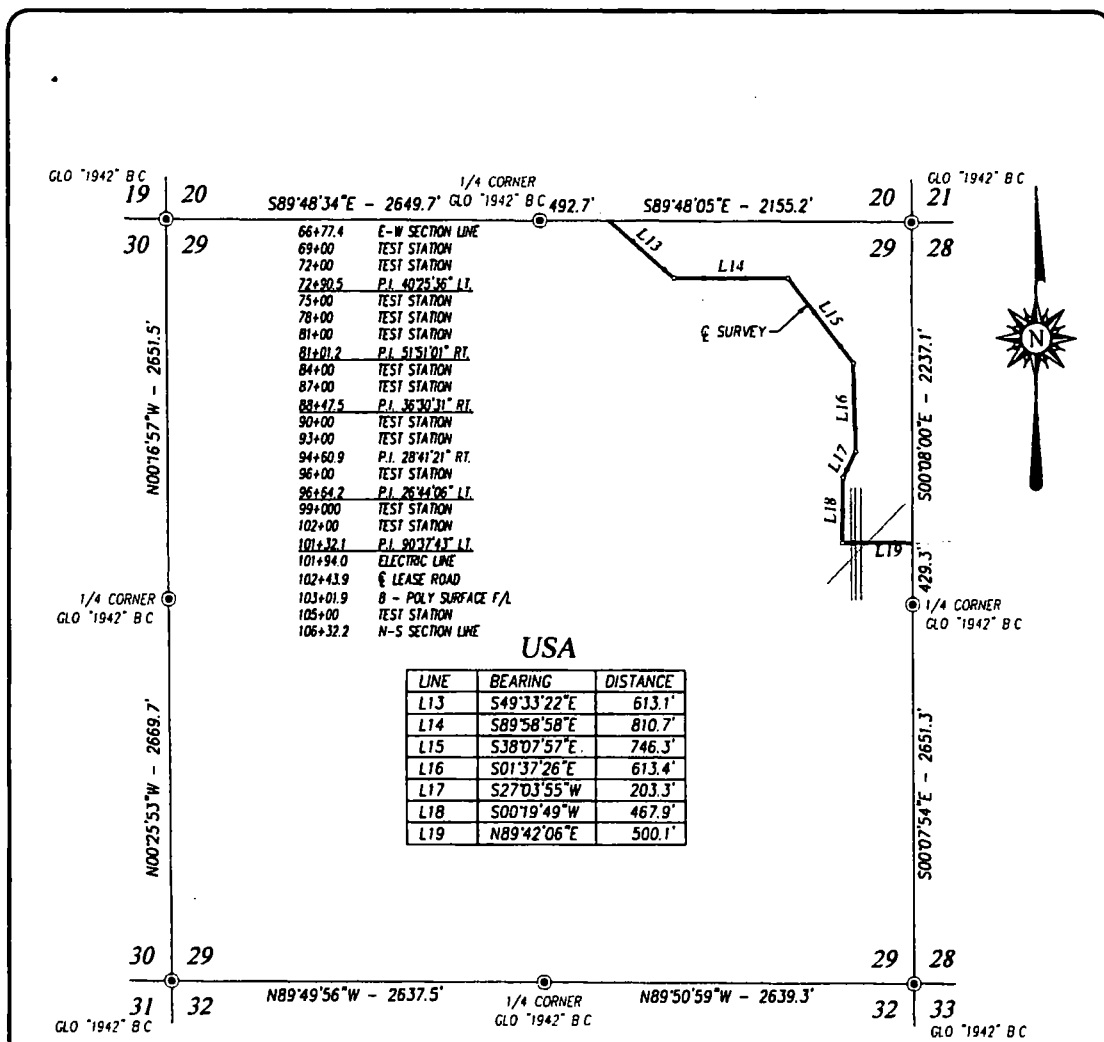 GLO "1942" B C
19 20
30 29
S89°48'34"E - 2649.7'
1/4 CORNER
GLO "1942" B C
492.7'
S89°48'05"E - 2155.2'
GLO "1942" B C
20 21
29 28
66+77.4 E-W SECTION LINE
69+00 TEST STATION
72+00 TEST STATION
72+90.5 P.I. 40°25'36" LT.
75+00 TEST STATION
78+00 TEST STATION
81+00 TEST STATION
81+01.2 P.I. 51°51'01" RT.
84+00 TEST STATION
87+00 TEST STATION
88+47.5 P.I. 36°30'31" RT.
90+00 TEST STATION
93+00 TEST STATION
94+60.9 P.I. 28°41'21" RT.
96+00 TEST STATION
96+64.2 P.I. 26°44'06" LT.
99+000 TEST STATION
102+00 TEST STATION
101+32.1 P.I. 90°37'43" LT.
101+94.0 ELECTRIC LINE
102+43.9 ℄ LEASE ROAD
103+01.9 8 - POLY SURFACE F/L
105+00 TEST STATION
106+32.2 N-S SECTION LINE
L13
L14
L15
℄ SURVEY
L16
L17
L18
L19
N
N00°16'57"W - 2651.5'
S00°08'00"E - 2237.1'
429.3'
1/4 CORNER
GLO "1942" B C
1/4 CORNER
GLO "1942" B C
USA
LINE BEARING DISTANCE
L13 S49°33'22"E 613.1'
L14 S89°58'58"E 810.7'
L15 S38°07'57"E 746.3'
L16 S01°37'26"E 613.4'
L17 S27°03'55"W 203.3'
L18 S00°19'49"W 467.9'
L19 N89°42'06"E 500.1'
N00°25'53"W - 2669.7'
S00°07'54"E - 2651.3'
30 29
31 32
GLO "1942" B C
N89°49'56"W - 2637.5'
1/4 CORNER
GLO "1942" B C
N89°50'59"W - 2639.3'
29 28
32 33
GLO "1942" B C